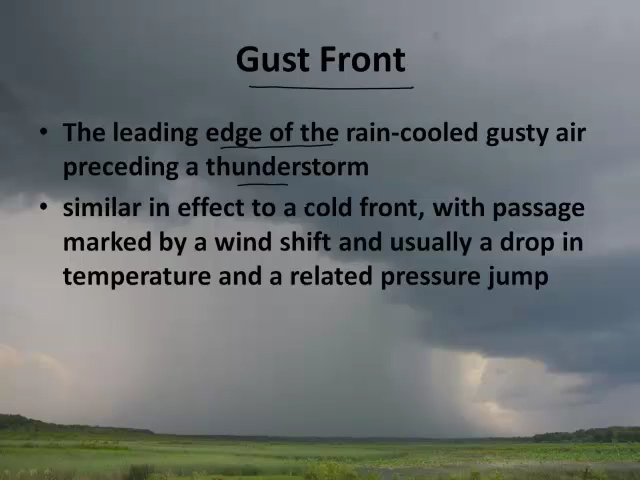 Gust Front
• The leading edge of the rain-cooled gusty air
preceding a thunderstorm
• similar in effect to a cold front, with passage
marked by a wind shift and usually a drop in
temperature and a related pressure jump